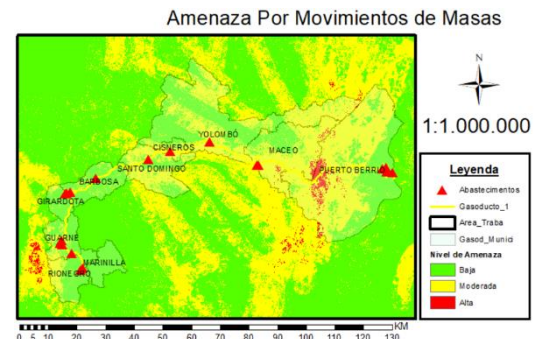 Amenaza Por Movimientos de Masas
N
1:1.000.000
YOLOMBÓ
CISNEROS
MACEO
SANTO DOMINGO
PUERTO BERRI
BARBOSA
GIRARDOTA
GUARNE
MARINILLA
RIONEGRO
Leyenda
Abastecimentos
Gasoducto_1
Area_Traba
Gasod_Munici
Nivel de Amenaza
Baja
Moderada
Alta
KM
0 5 10 20 30 40 50 60 70 80 90 100 110 120 130